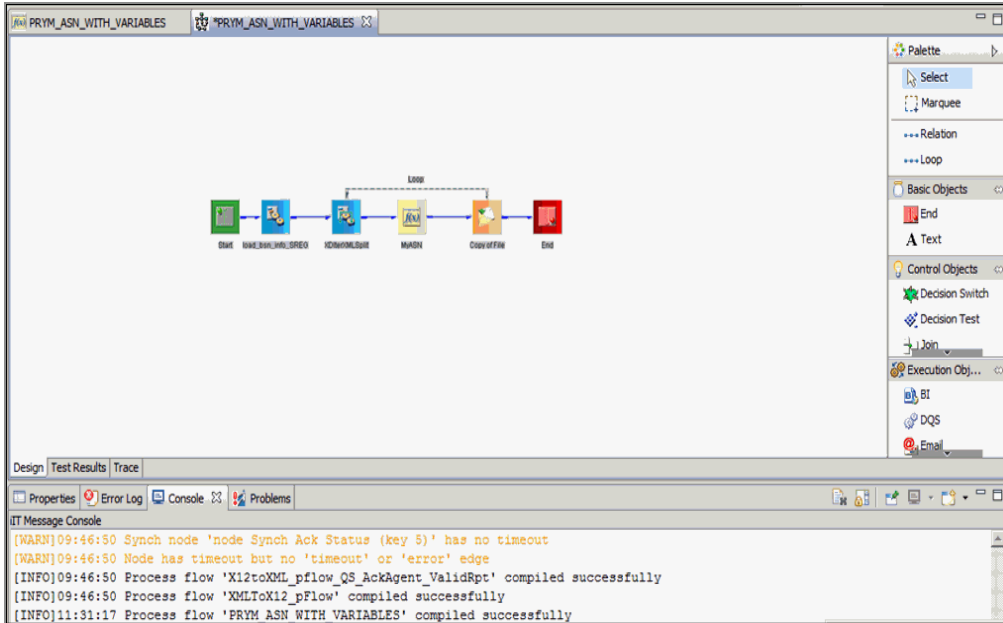 PRYM_ASN_WITH_VARIABLES
*PRYM_ASN_WITH_VARIABLES
Palette
Select
Marquee
Relation
Loop
Basic Objects
End
Text
Control Objects
Decision Switch
Decision Test
Join
Execution Obj...
BI
DQS
Email
Loop
Start
load_bsn_info_SREG
XDIterXMLSplit
MyASN
Copy of File
End
Design
Test Results
Trace
Properties
Error Log
Console
Problems
iIT Message Console
[WARN]09:46:50 Synch node 'node Synch Ack Status (key 5)' has no timeout
[WARN]09:46:50 Node has timeout but no 'timeout' or 'error' edge
[INFO]09:46:50 Process flow 'X12toXML_pflow_QS_AckAgent_ValidRpt' compiled successfully
[INFO]09:46:50 Process flow 'XMLToX12_pFlow' compiled successfully
[INFO]11:31:17 Process flow 'PRYM_ASN_WITH_VARIABLES' compiled successfully